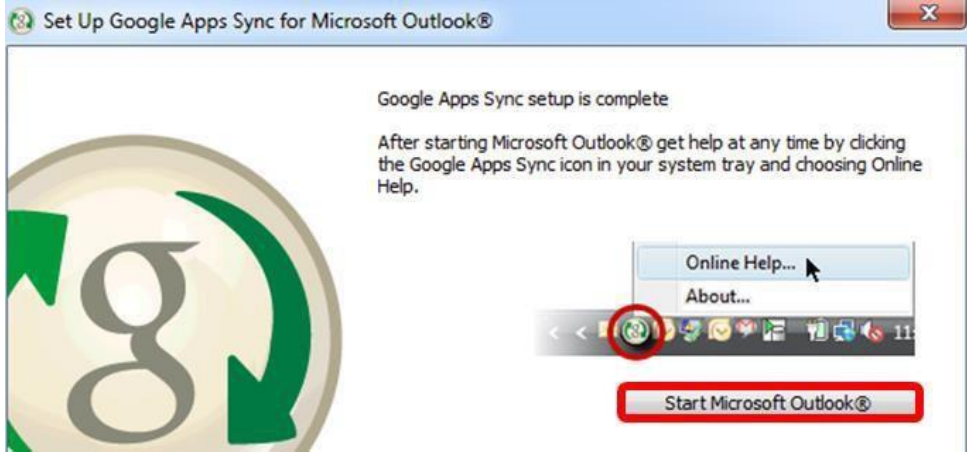 Set Up Google Apps Sync for Microsoft Outlook®
Google Apps Sync setup is complete
After starting Microsoft Outlook® get help at any time by clicking
the Google Apps Sync icon in your system tray and choosing Online
Help.
g
Online Help...
About...
< <
11:
Start Microsoft Outlook®